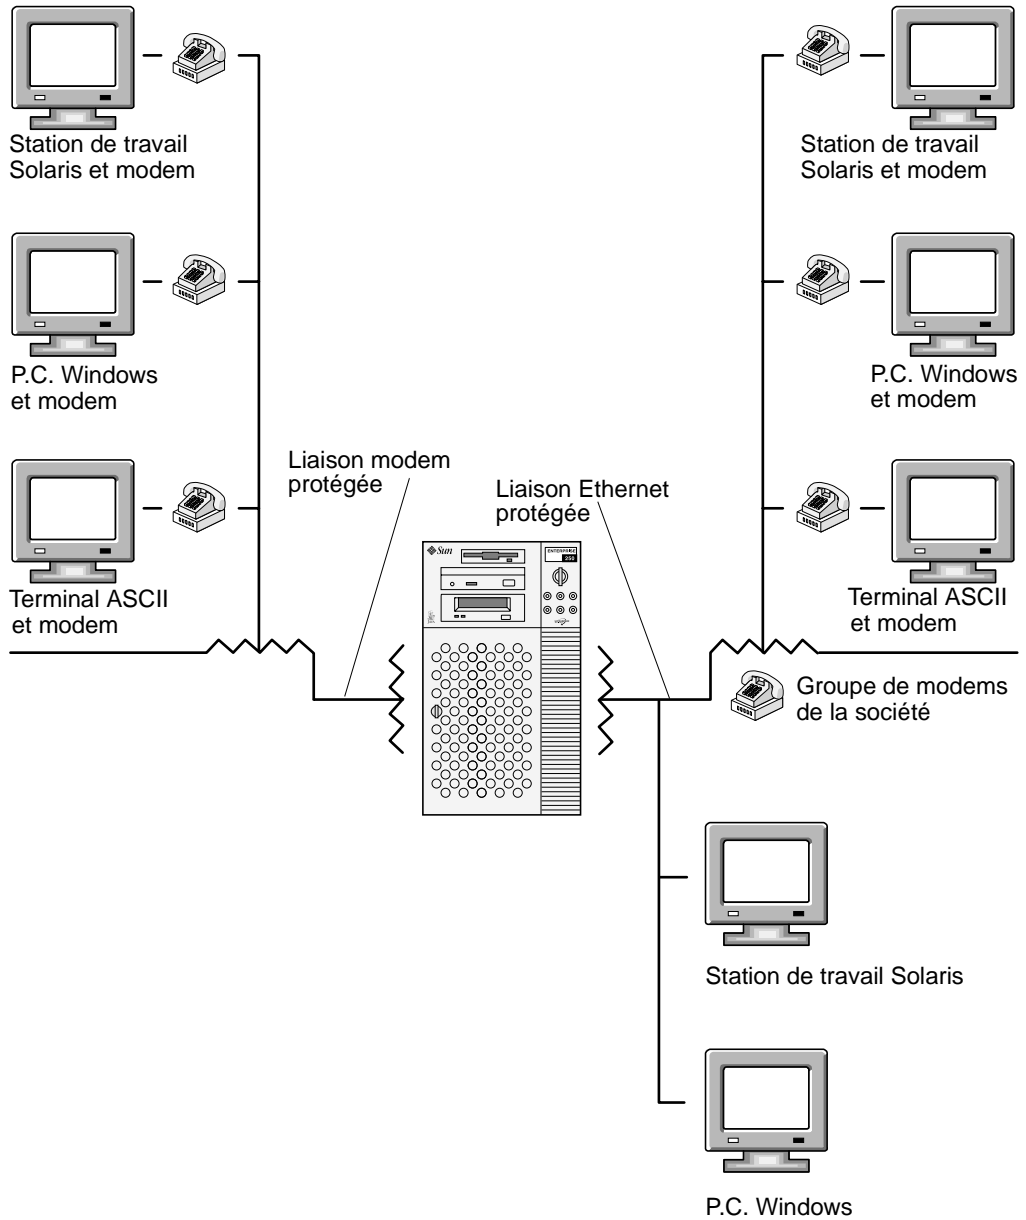 Station de travail
Solaris et modem
Station de travail
Solaris et modem
P.C. Windows
et modem
P.C. Windows
et modem
Liaison modem
protégée
Liaison Ethernet
protégée
Sun
ENTERPRISE
250
Terminal ASCII
et modem
Terminal ASCII
et modem
Groupe de modems
de la société
Station de travail Solaris
P.C. Windows